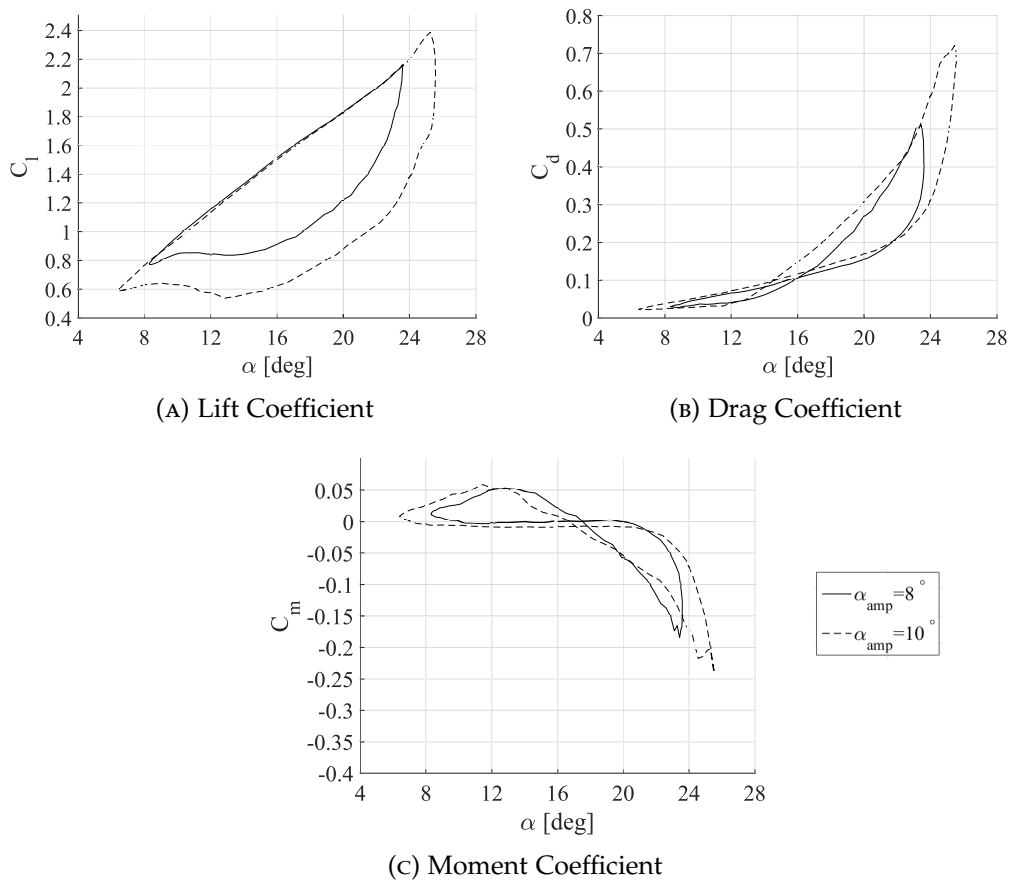 2.4
2.2
2
1.8
1.6
1.4
1.2
1
0.8
0.6
0.4
C_l
4 8 12 16 20 24 28
α [deg]
(A) Lift Coefficient
0.8
0.7
0.6
0.5
0.4
0.3
0.2
0.1
0
C_d
4 8 12 16 20 24 28
α [deg]
(B) Drag Coefficient
0.05
0
-0.05
-0.1
-0.15
-0.2
-0.25
-0.3
-0.35
-0.4
C_m
4 8 12 16 20 24 28
α [deg]
(C) Moment Coefficient
α_amp=8°
α_amp=10°